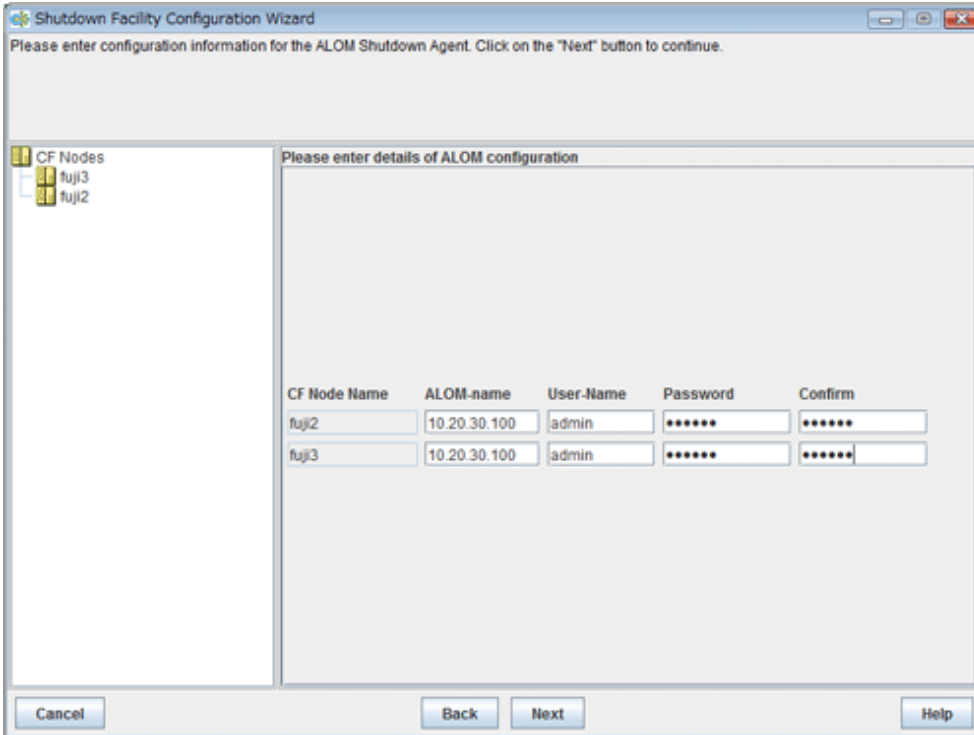 Shutdown Facility Configuration Wizard
Please enter configuration information for the ALOM Shutdown Agent. Click on the "Next" button to continue.
CF Nodes
fuji3
fuji2
Please enter details of ALOM configuration
CF Node Name ALOM-name User-Name Password Confirm
fuji2 10.20.30.100 admin •••••• ••••••
fuji3 10.20.30.100 admin •••••• ••••••
Cancel Back Next Help